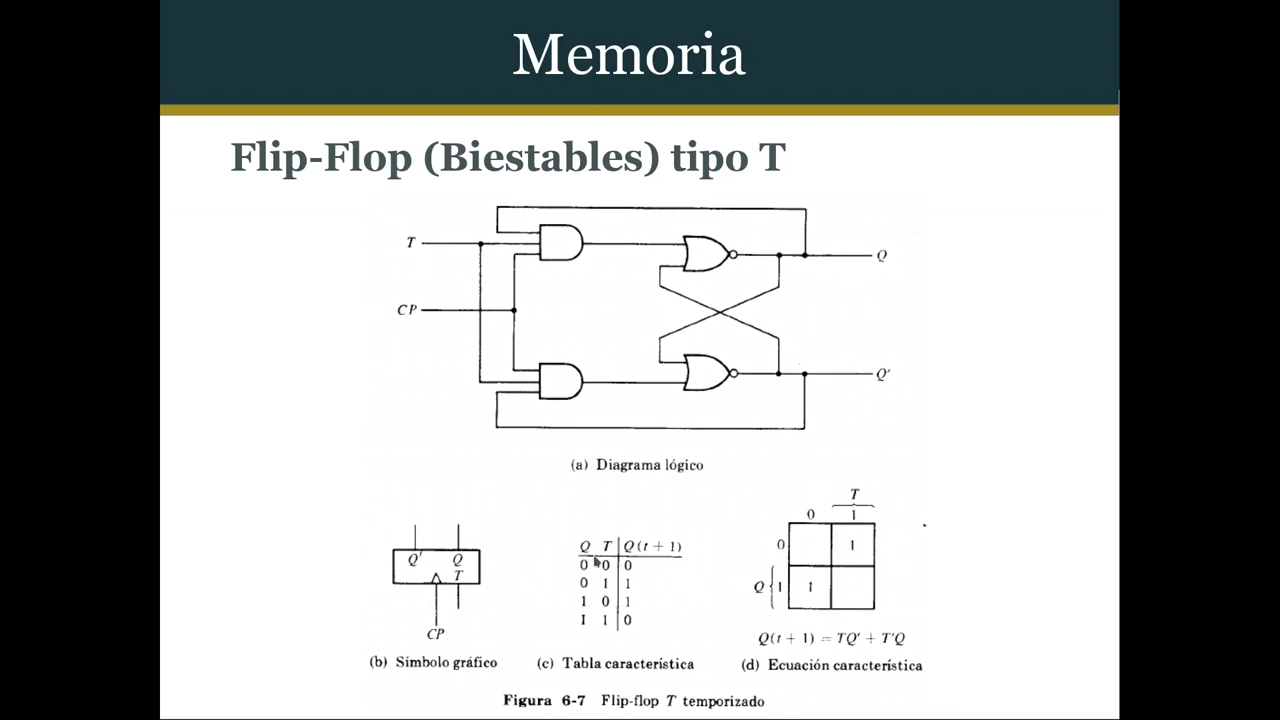 Memoria
Flip-Flop (Biestables) tipo T
T
Q
CP
Q'
(a) Diagrama lógico
Q' Q
T
CP
(b) Símbolo gráfico
Q T Q(t + 1)
0 0 0
0 1 1
1 0 1
1 1 0
(c) Tabla característica
T
0 1
0 1
Q 1 1
Q(t + 1) = TQ' + T'Q
(d) Ecuación característica
Figura 6-7 Flip-flop T temporizado